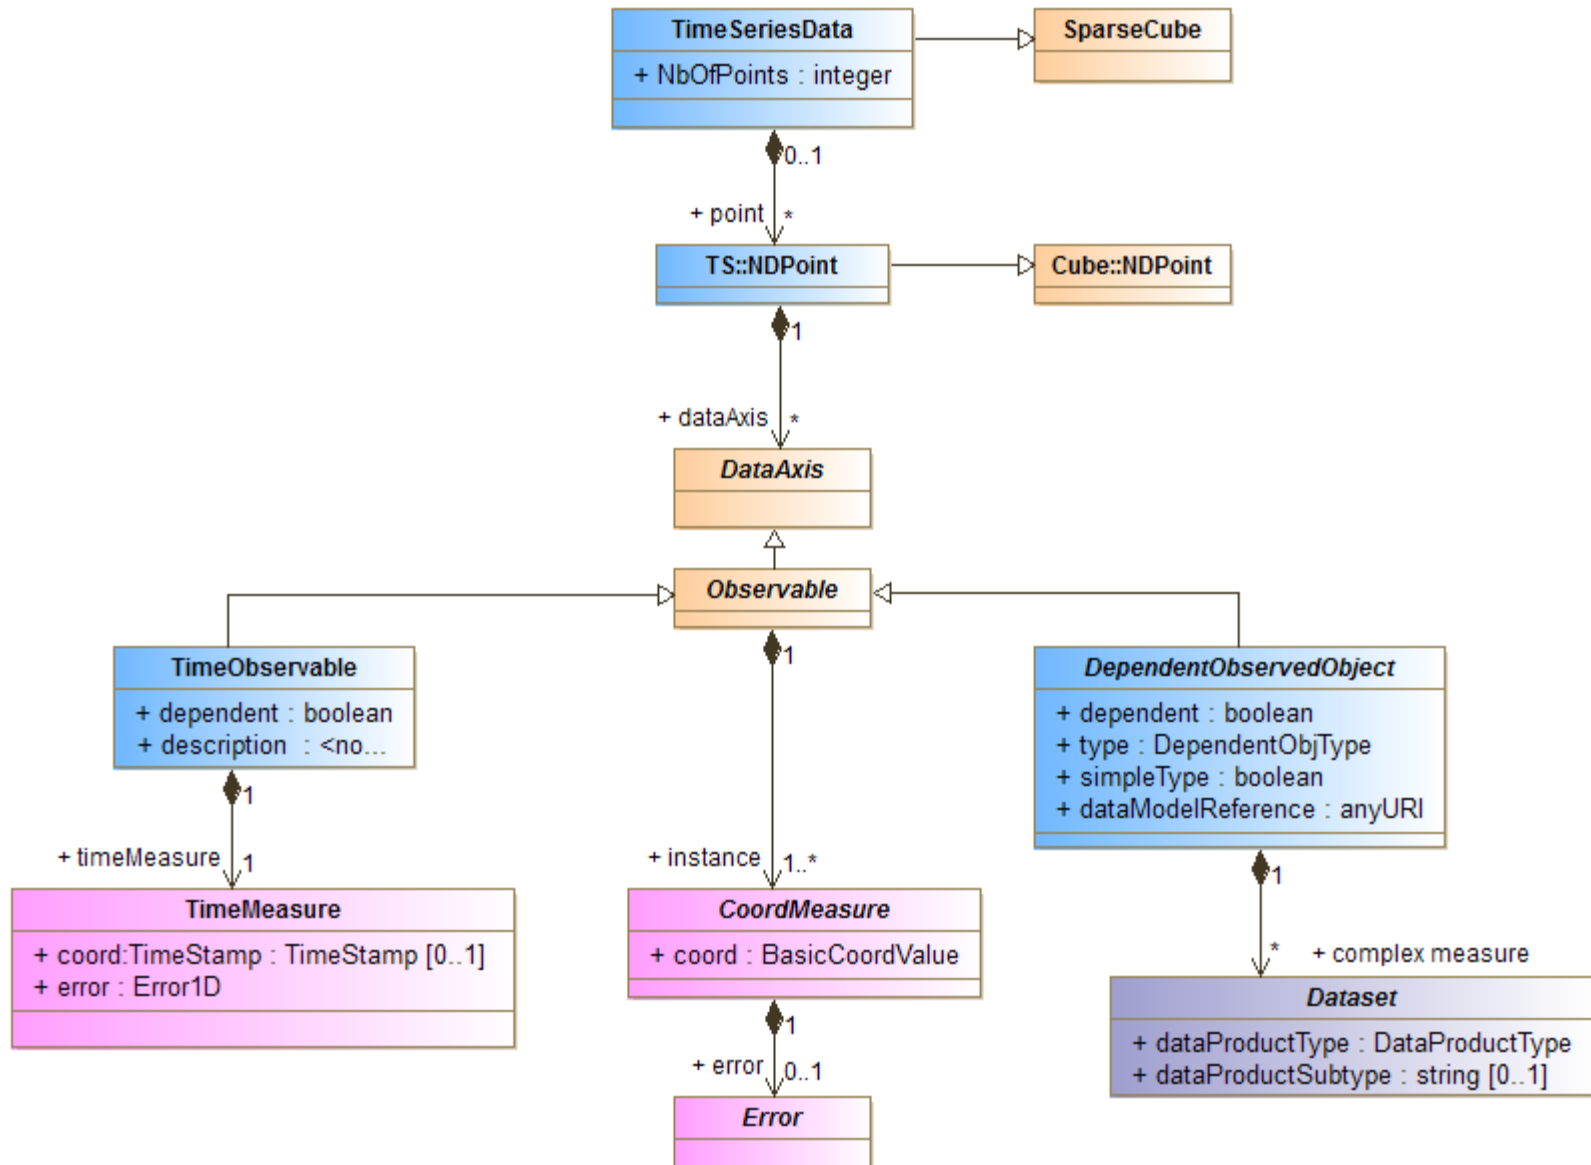 TimeSeriesData
+ NbOfPoints : integer
SparseCube
0..1
+ point
*
TS::NDPoint
Cube::NDPoint
1
+ dataAxis
*
DataAxis
Observable
1
TimeObservable
+ dependent : boolean
+ description : <no...
DependentObservedObject
+ dependent : boolean
+ type : DependentObjType
+ simpleType : boolean
+ dataModelReference : anyURI
1
+ timeMeasure
1
+ instance
1..*
1
TimeMeasure
+ coord:TimeStamp : TimeStamp [0..1]
+ error : Error1D
CoordMeasure
+ coord : BasicCoordValue
*
+ complex measure
1
+ error
0..1
Dataset
+ dataProductType : DataProductType
+ dataProductSubtype : string [0..1]
Error